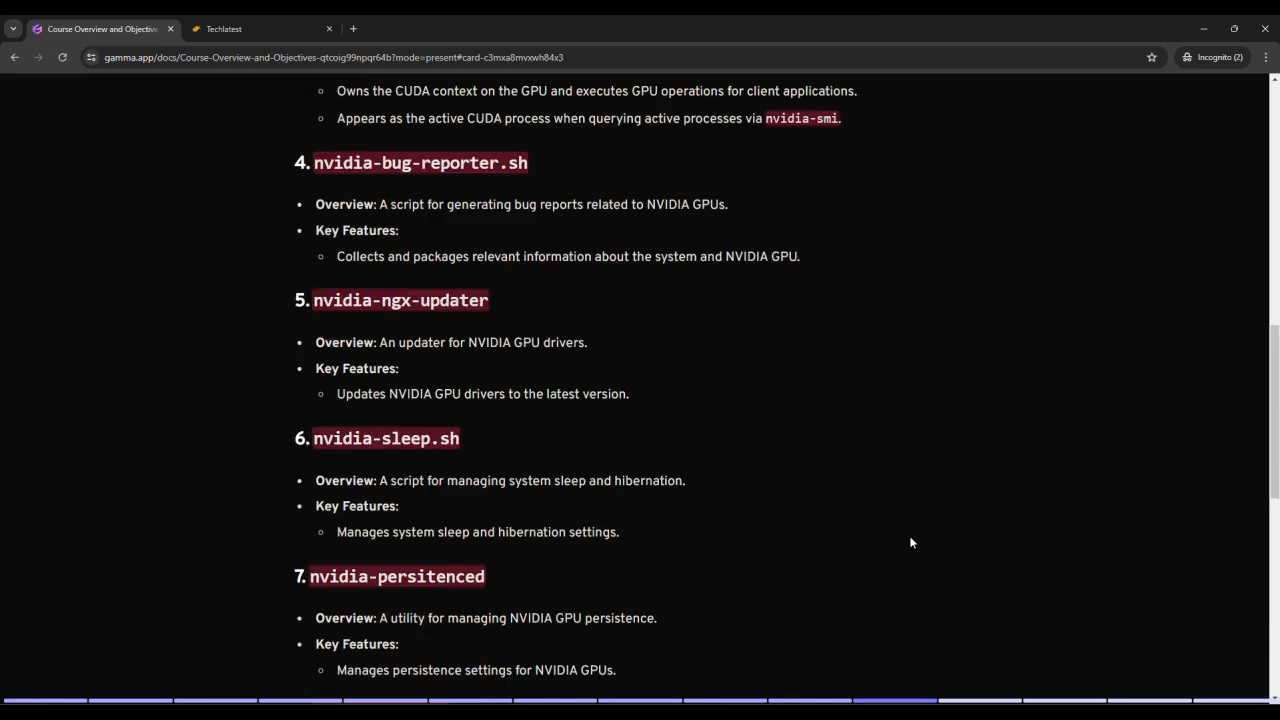 Course Overview and Objective
Techlatest
gamma.app/docs/Course-Overview-and-Objectives-qtcoig99npqr64b?mode=present#card-c3mxa8mvxwh84x3
Incognito (2)
Owns the CUDA context on the GPU and executes GPU operations for client applications.
Appears as the active CUDA process when querying active processes via nvidia-smi.
4. nvidia-bug-reporter.sh
Overview: A script for generating bug reports related to NVIDIA GPUs.
Key Features:
Collects and packages relevant information about the system and NVIDIA GPU.
5. nvidia-ngx-updater
Overview: An updater for NVIDIA GPU drivers.
Key Features:
Updates NVIDIA GPU drivers to the latest version.
6. nvidia-sleep.sh
Overview: A script for managing system sleep and hibernation.
Key Features:
Manages system sleep and hibernation settings.
7. nvidia-persitenced
Overview: A utility for managing NVIDIA GPU persistence.
Key Features:
Manages persistence settings for NVIDIA GPUs.